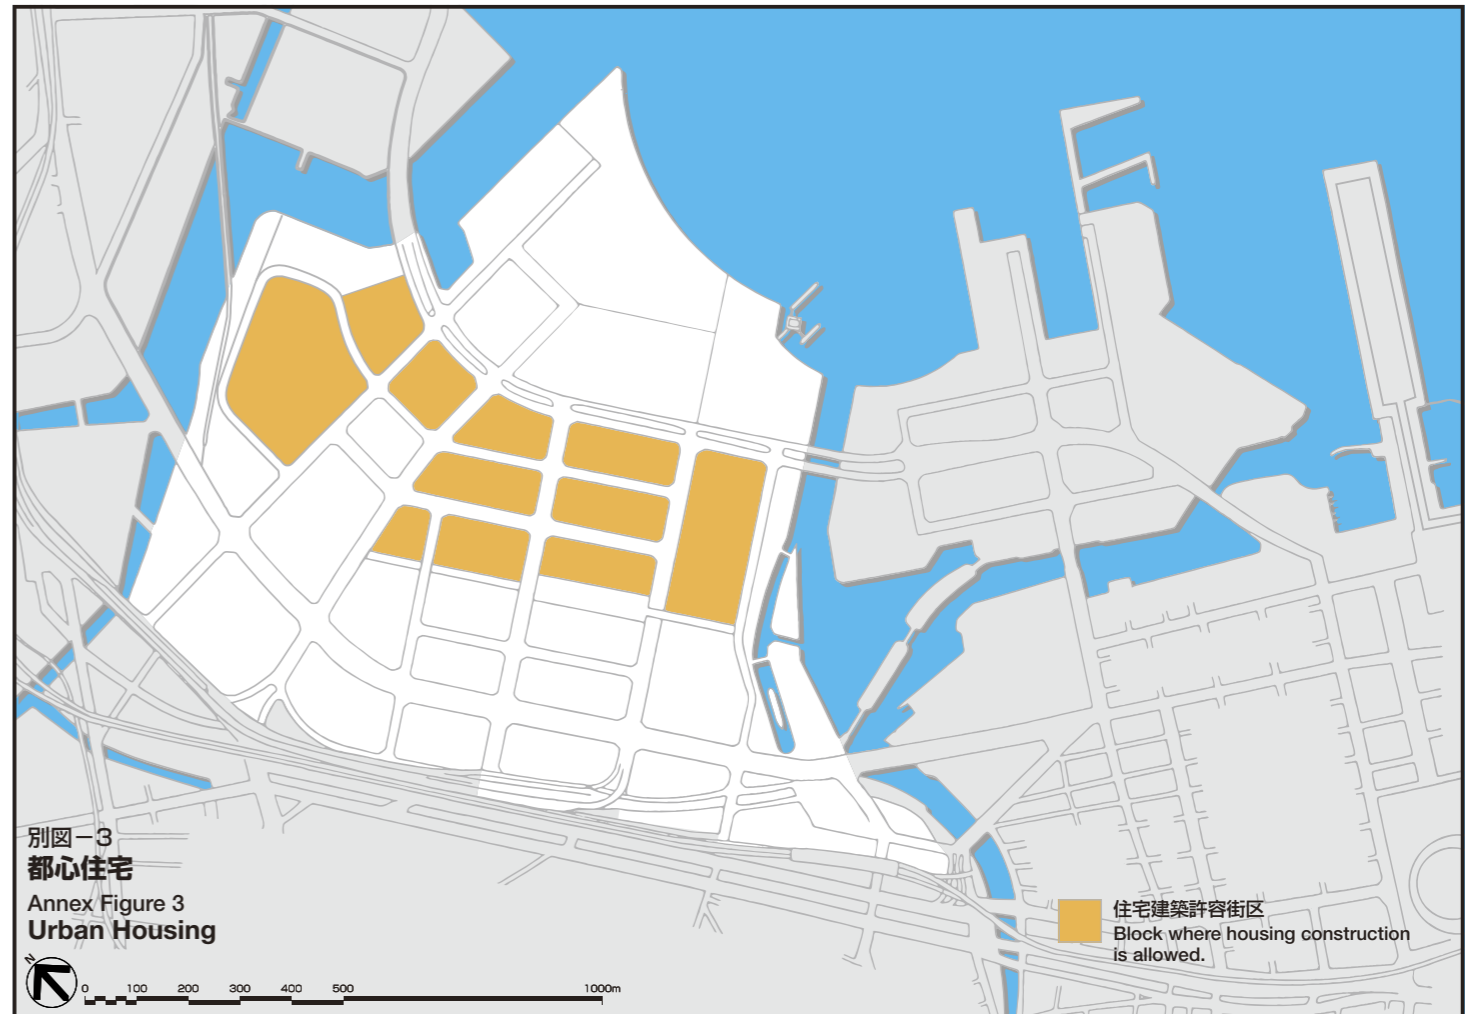 別図－3
都心住宅
Annex Figure 3
Urban Housing
N
0 100 200 300 400 500 1000m
住宅建築許容街区
Block where housing construction
is allowed.